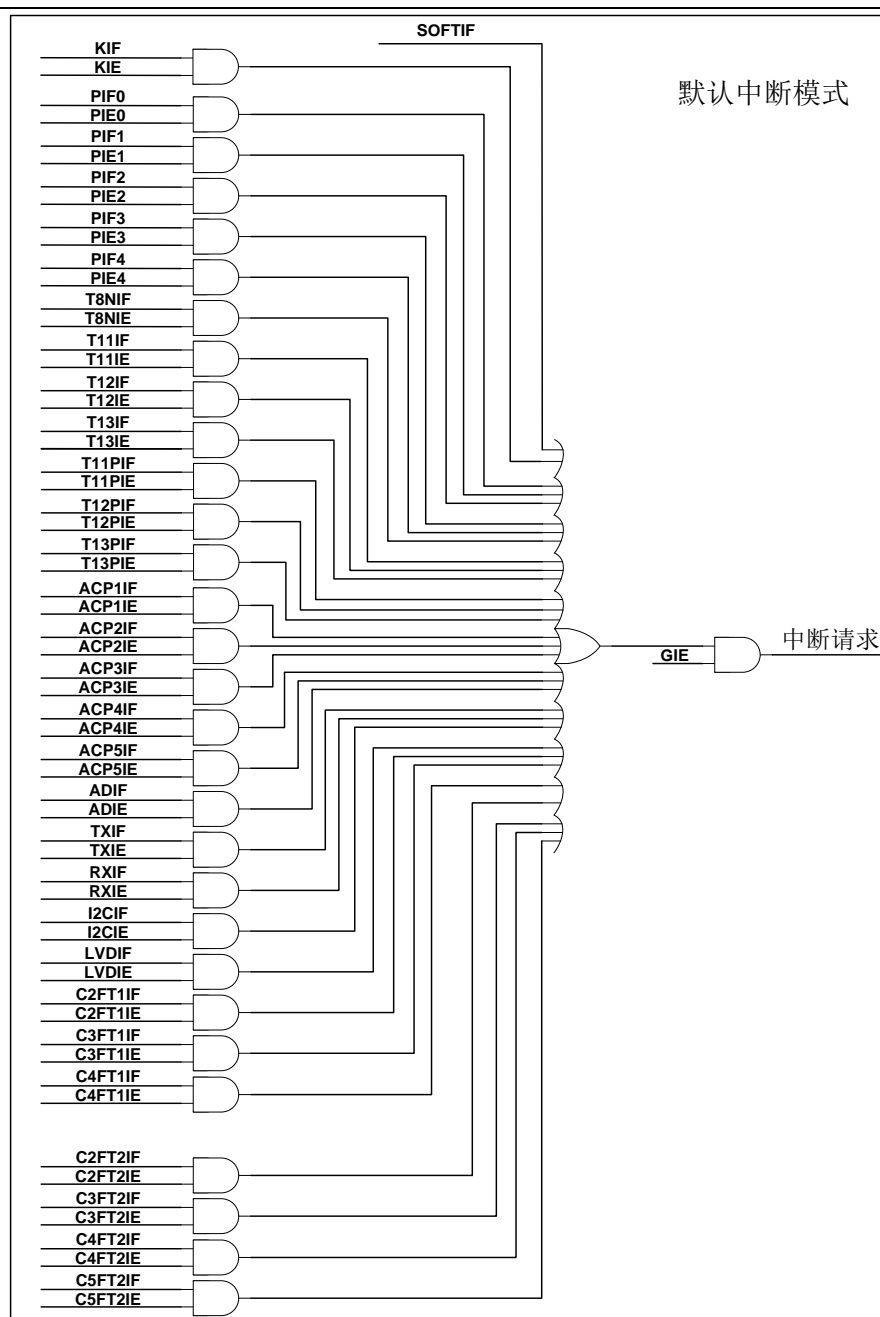 SOFTIF
KIF
KIE
默认中断模式
PIF0
PIE0
PIF1
PIE1
PIF2
PIE2
PIF3
PIE3
PIF4
PIE4
T8NIF
T8NIE
T11IF
T11IE
T12IF
T12IE
T13IF
T13IE
T11PIF
T11PIE
T12PIF
T12PIE
T13PIF
T13PIE
ACP1IF
ACP1IE
ACP2IF
ACP2IE
中断请求
GIE
ACP3IF
ACP3IE
ACP4IF
ACP4IE
ACP5IF
ACP5IE
ADIF
ADIE
TXIF
TXIE
RXIF
RXIE
I2CIF
I2CIE
LVDIF
LVDIE
C2FT1IF
C2FT1IE
C3FT1IF
C3FT1IE
C4FT1IF
C4FT1IE
C2FT2IF
C2FT2IE
C3FT2IF
C3FT2IE
C4FT2IF
C4FT2IE
C5FT2IF
C5FT2IE